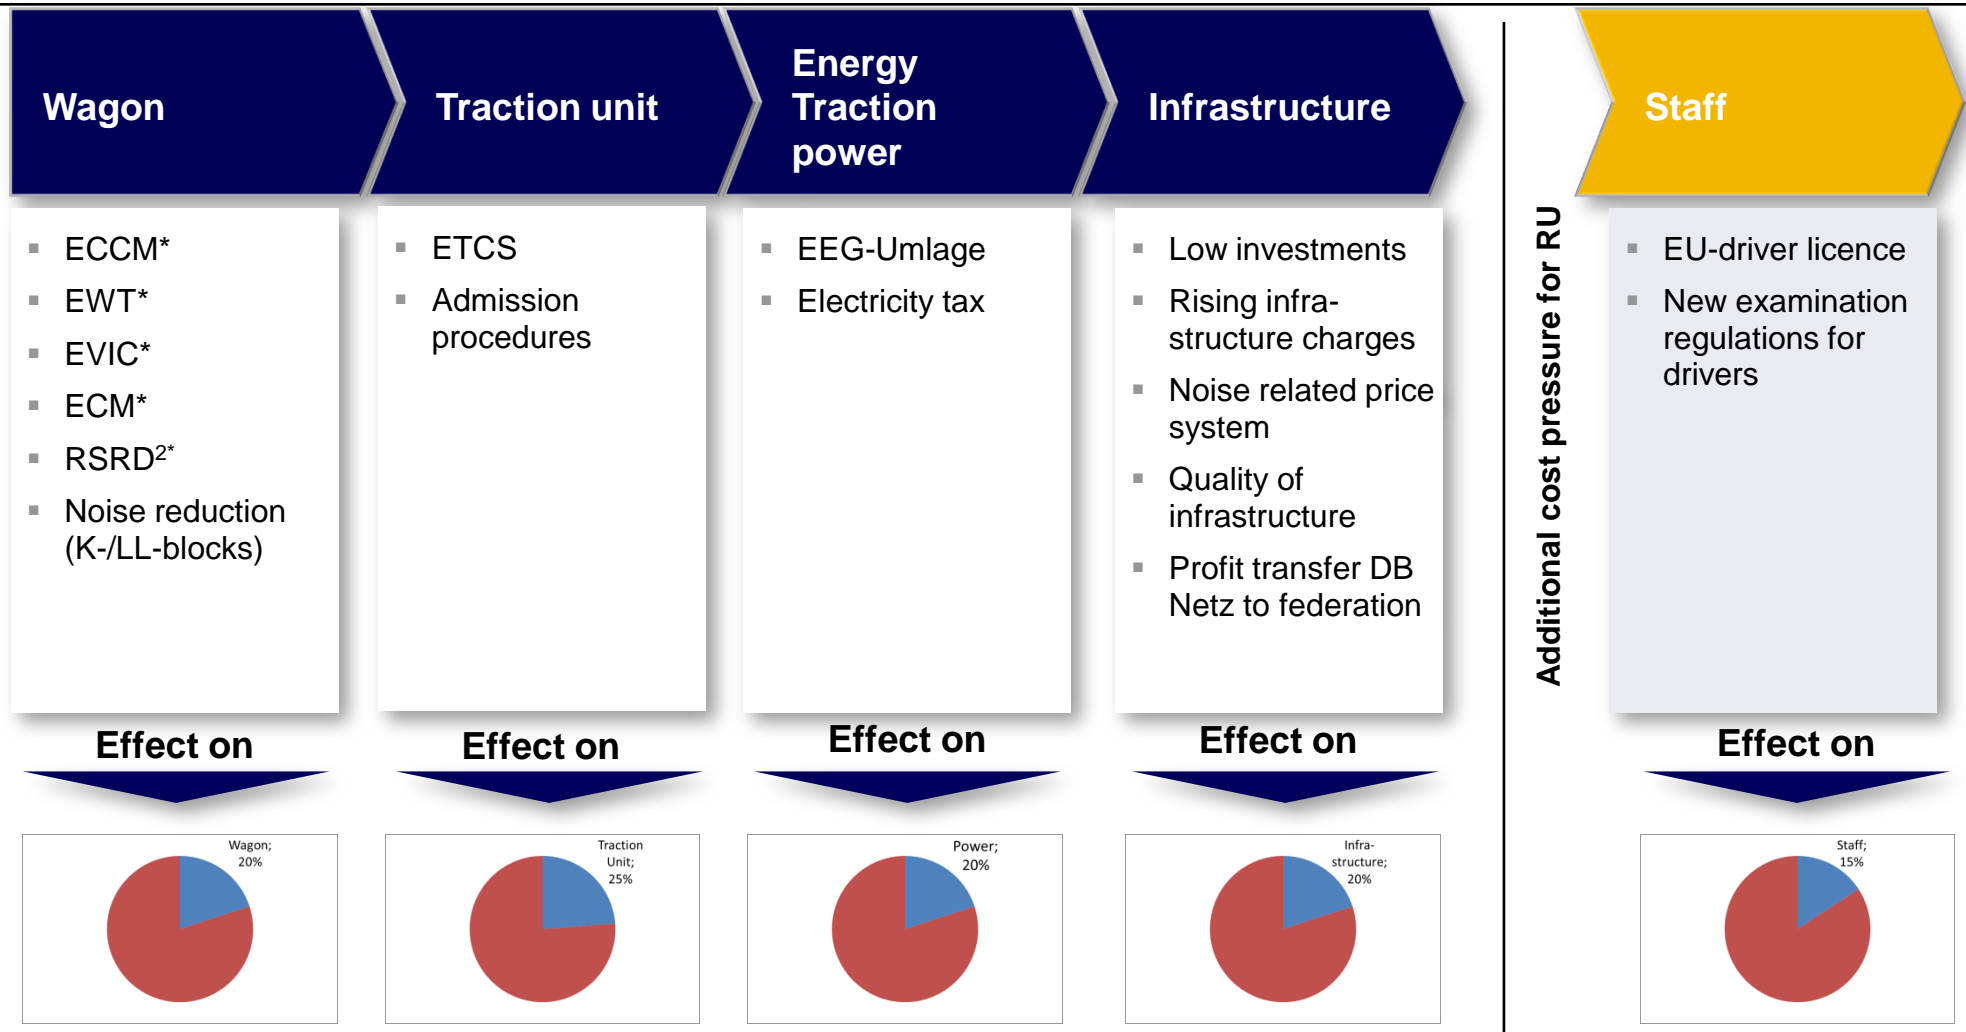 Wagon
Traction unit
Energy
Traction
power
Infrastructure
Staff
ECCM*
EWT*
EVIC*
ECM*
RSRD2*
Noise reduction
(K-/LL-blocks)
ETCS
Admission
procedures
EEG-Umlage
Electricity tax
Low investments
Rising infra-
structure charges
Noise related price
system
Quality of
infrastructure
Profit transfer DB
Netz to federation
Additional cost pressure for RU
EU-driver licence
New examination
regulations for
drivers
Effect on
Effect on
Effect on
Effect on
Effect on
Wagon;
20%
Traction
Unit;
25%
Power;
20%
Infra-
structure;
20%
Staff;
15%